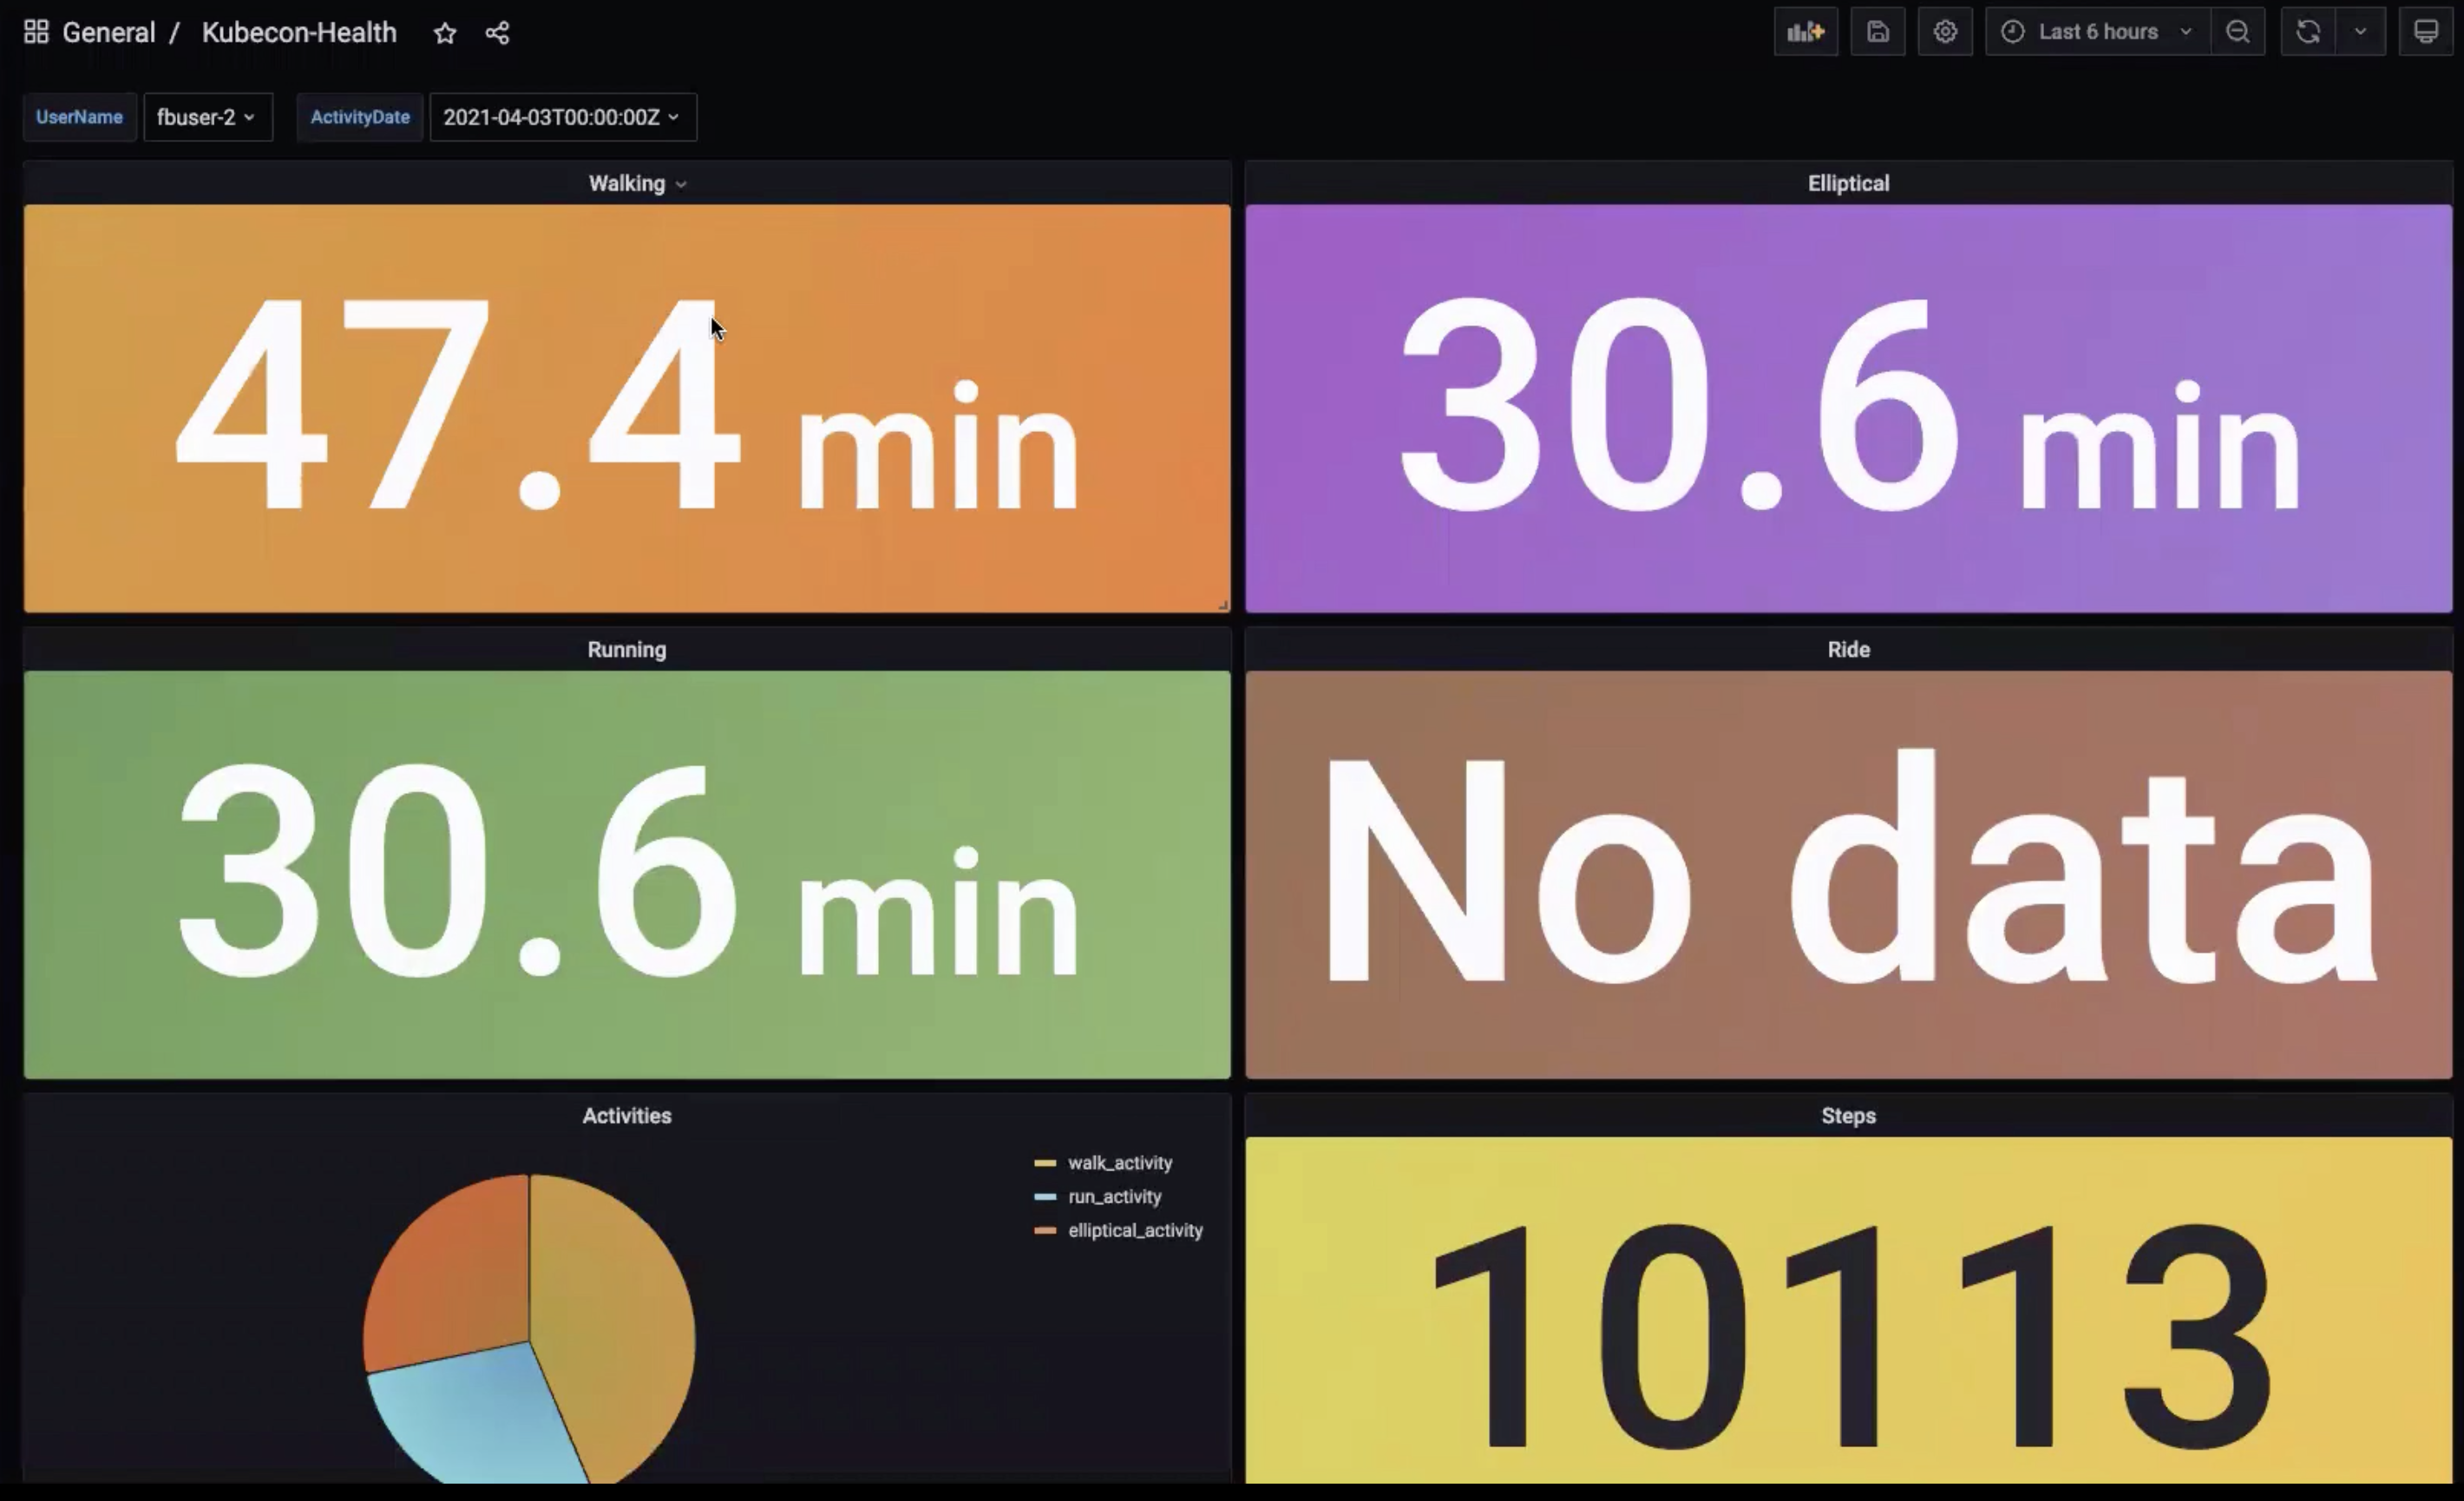 General / Kubecon-Health
Last 6 hours
UserName fbuser-2 ActivityDate 2021-04-03T00:00:00Z
Walking
47.4 min
Elliptical
30.6 min
Running
30.6 min
Ride
No data
Activities
walk_activity
run_activity
elliptical_activity
Steps
10113